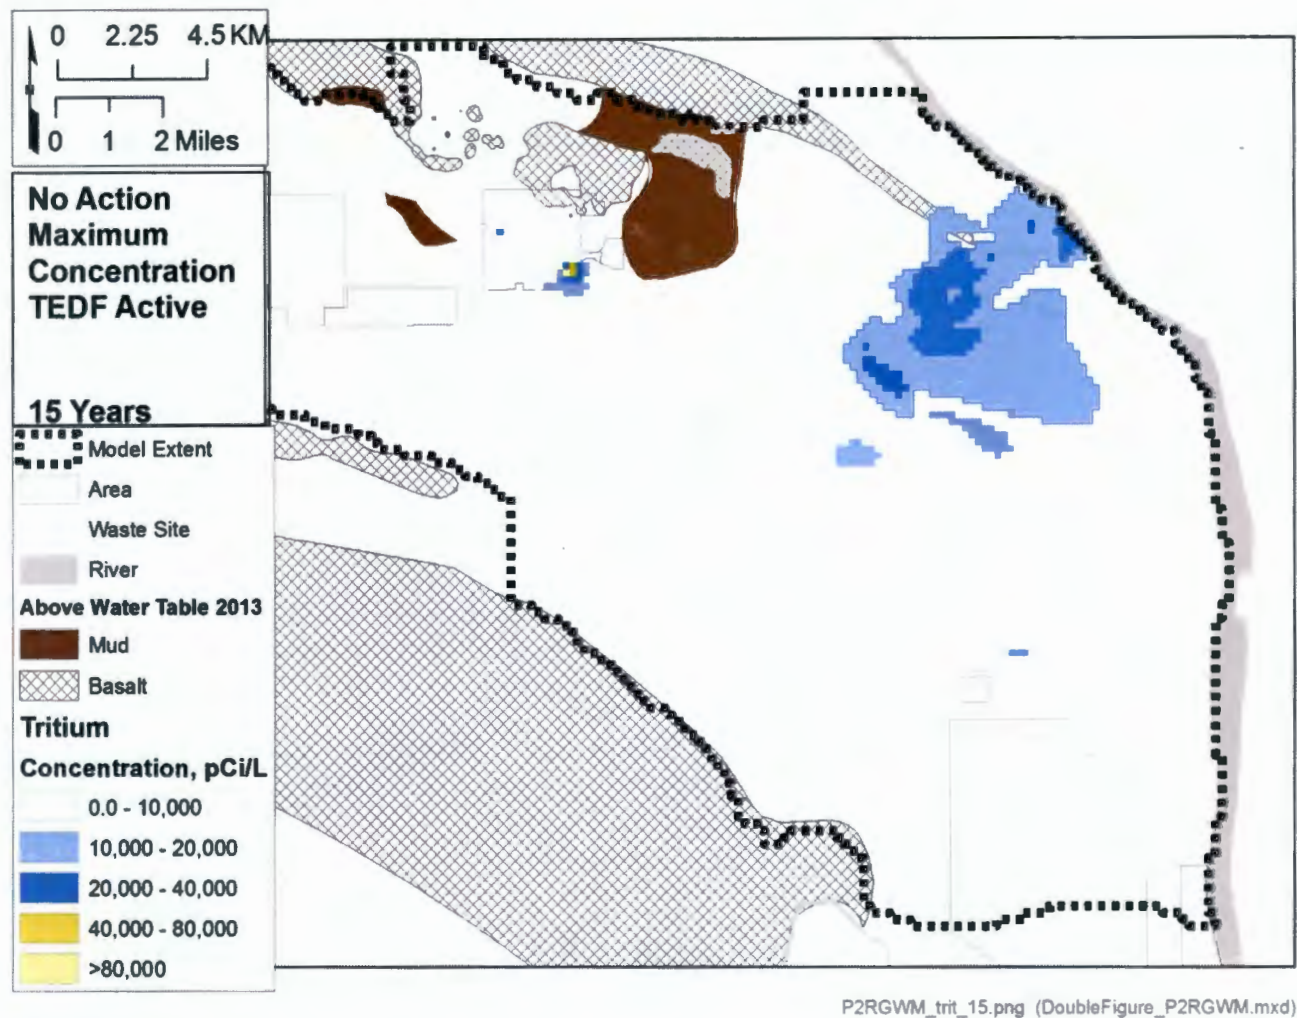 0 2.25 4.5 KM
0 1 2 Miles
No Action
Maximum
Concentration
TEDF Active
15 Years
Model Extent
Area
Waste Site
River
Above Water Table 2013
Mud
Basalt
Tritium
Concentration, pCi/L
0.0 - 10,000
10,000 - 20,000
20,000 - 40,000
40,000 - 80,000
>80,000
P2RGWM_trit_15.png (DoubleFigure_P2RGWM.mxd)